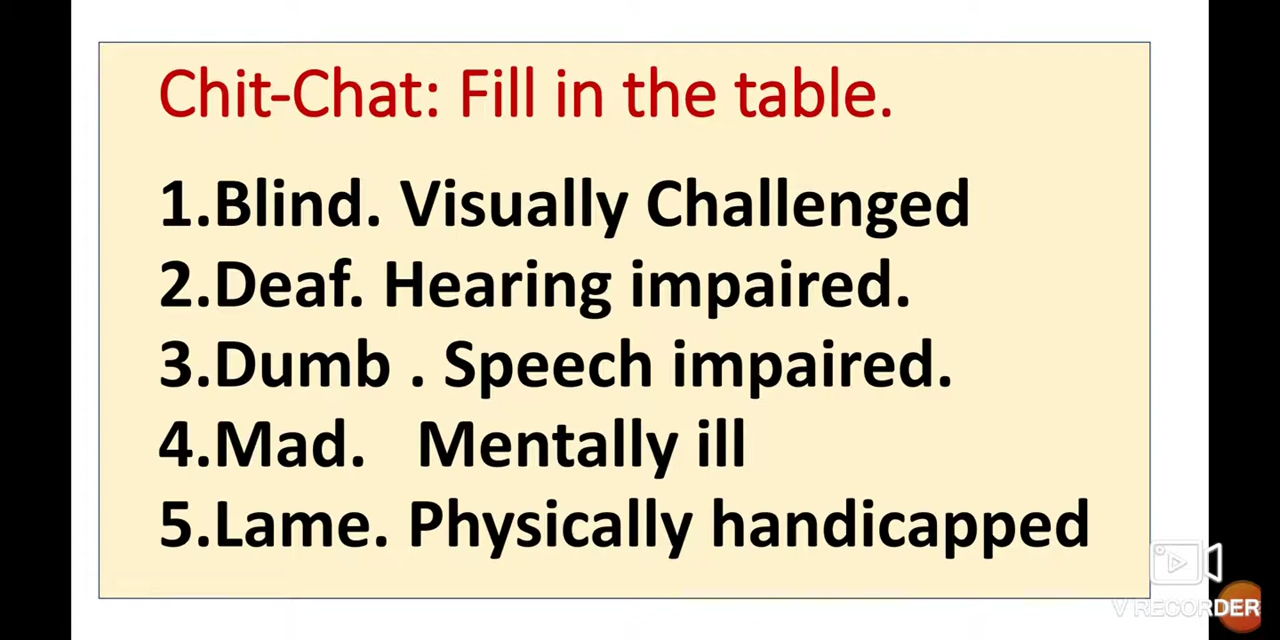 Chit-Chat: Fill in the table.
1.Blind. Visually Challenged
2.Deaf. Hearing impaired.
3.Dumb . Speech impaired.
4.Mad. Mentally ill
5.Lame. Physically handicapped
V RECORDER